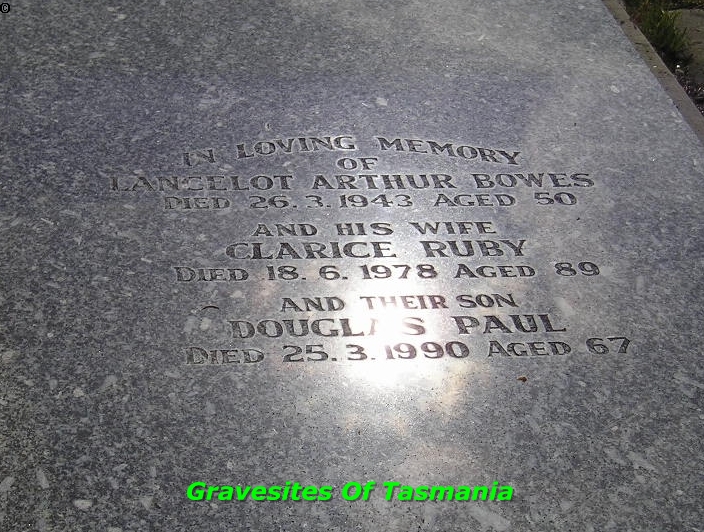 ©
IN LOVING MEMORY
OF
LANCELOT ARTHUR BOWES
DIED 26.3.1943 AGED 50
AND HIS WIFE
CLARICE RUBY
DIED 18.6.1978 AGED 89
AND THEIR SON
DOUGLAS PAUL
DIED 25.3.1990 AGED 67
Gravesites Of Tasmania